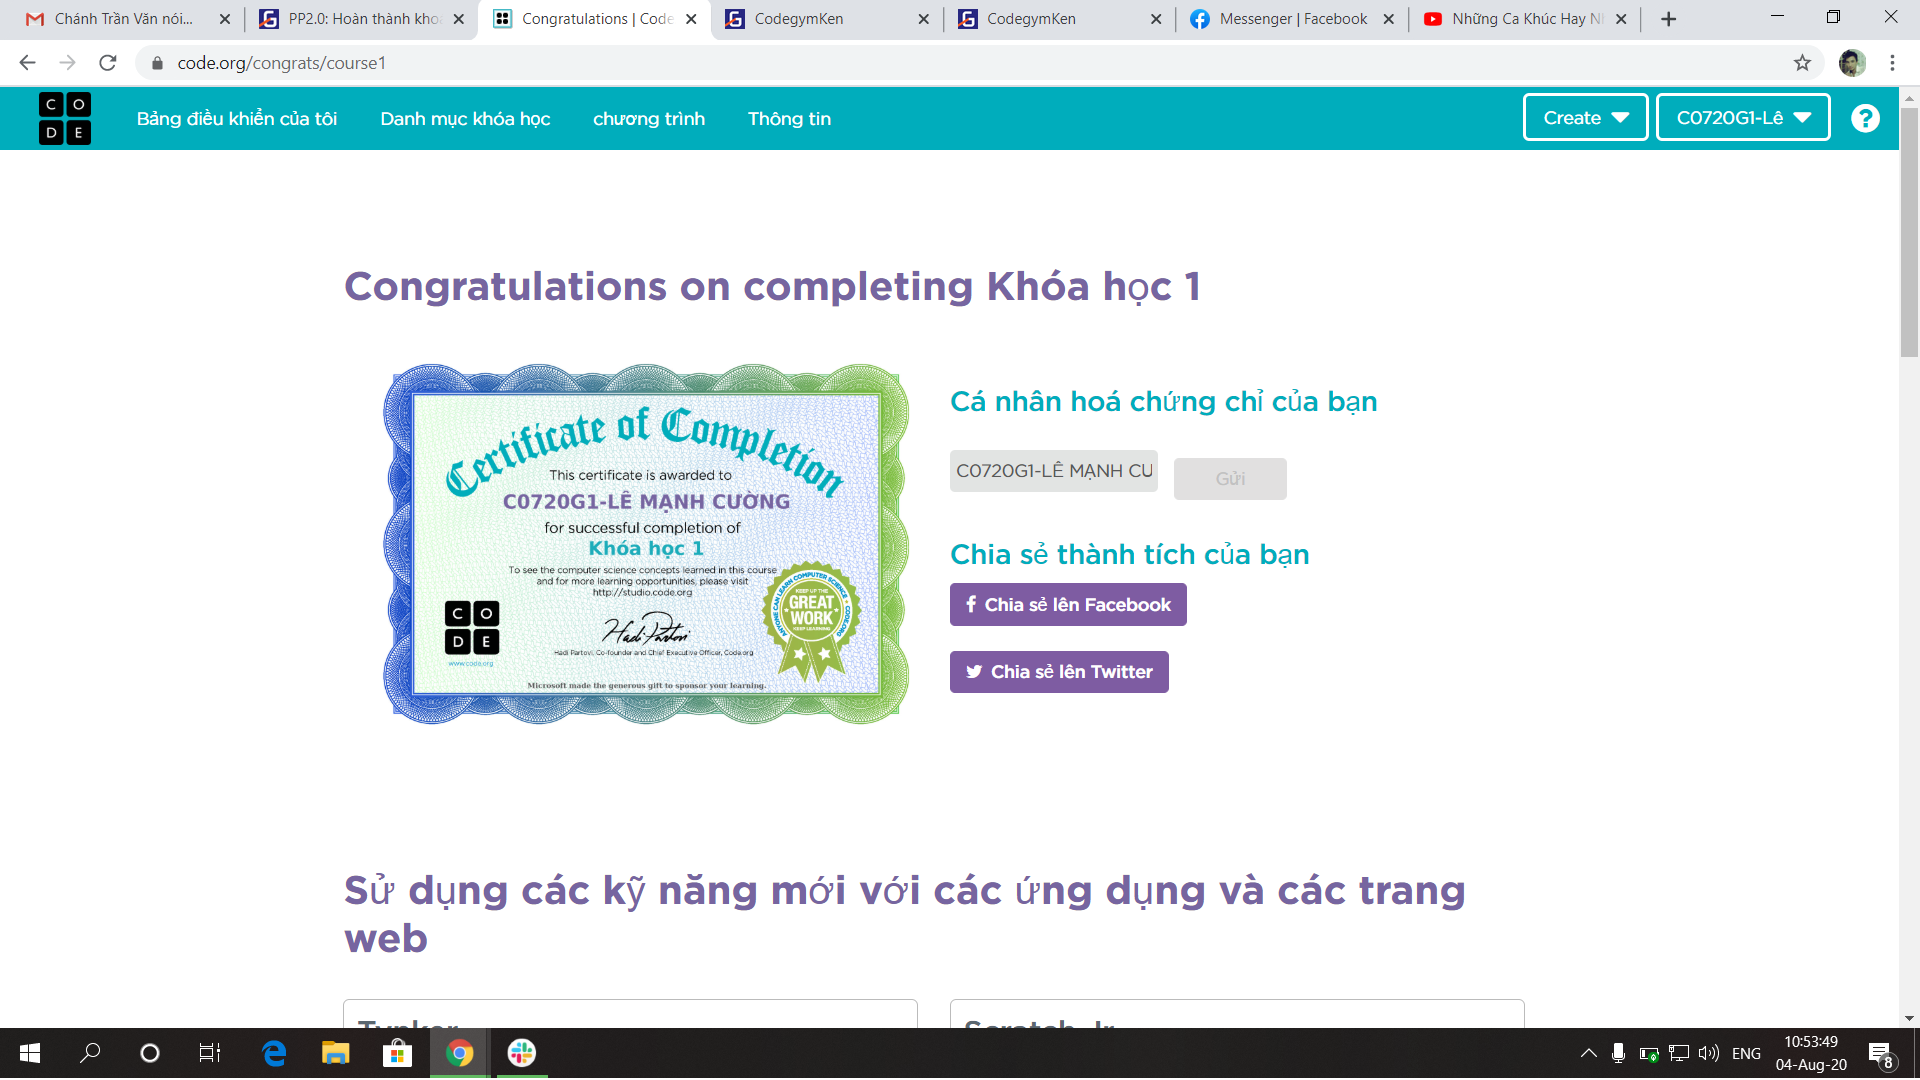 Chánh Trần Văn nói...
PP2.0: Hoàn thành kho
Congratulations | Code
CodegymKen
CodegymKen
Messenger | Facebook
Những Ca Khúc Hay N
code.org/congrats/course1
C O D E
Bảng điều khiển của tôi
Danh mục khóa học
chương trình
Thông tin
Create
C0720G1-Lê
?
Congratulations on completing Khóa học 1
Certificate of Completion
This certificate is awarded to
C0720G1-LÊ MẠNH CƯỜNG
for successful completion of
Khóa học 1
To see the computer science concepts learned in this course
and for more learning opportunities, please visit
http://studio.code.org
C O
D E
www.code.org
Hadi Partovi
Hadi Partovi, Co-founder and Chief Executive Officer, Code.org
ANYONE CAN LEARN COMPUTER SCIENCE • CODE.ORG
KEEP UP THE
GREAT
WORK
KEEP LEARNING
Microsoft made the generous gift to sponsor your learning.
Cá nhân hoá chứng chỉ của bạn
C0720G1-LÊ MẠNH CƯ
Gửi
Chia sẻ thành tích của bạn
Chia sẻ lên Facebook
Chia sẻ lên Twitter
Sử dụng các kỹ năng mới với các ứng dụng và các trang
web
Tynker
Scratch Jr
ENG
10:53:49
04-Aug-20
8